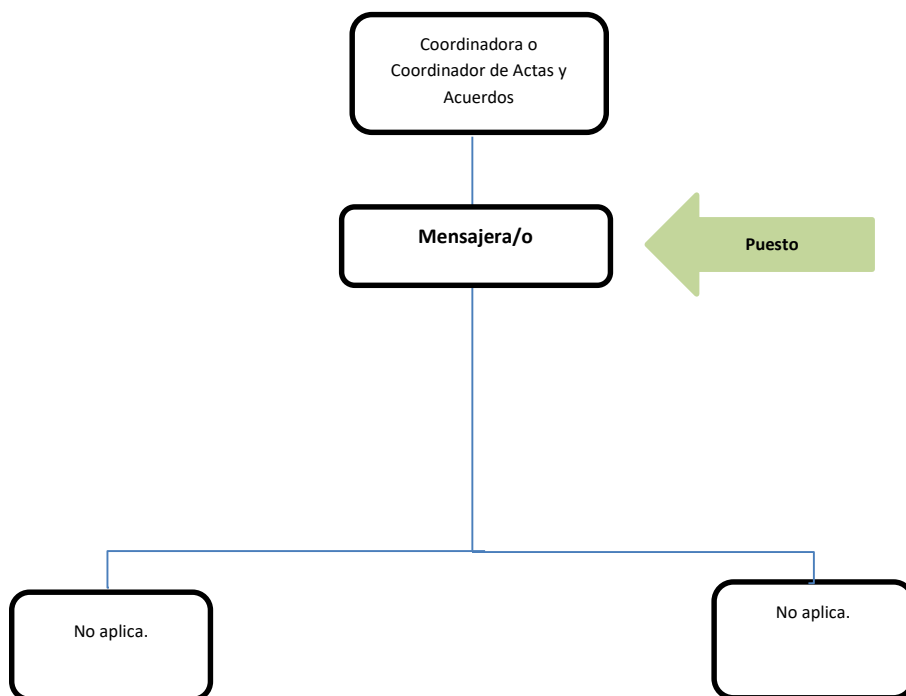 Coordinadora o
Coordinador de Actas y
Acuerdos
Mensajera/o
Puesto
No aplica.
No aplica.